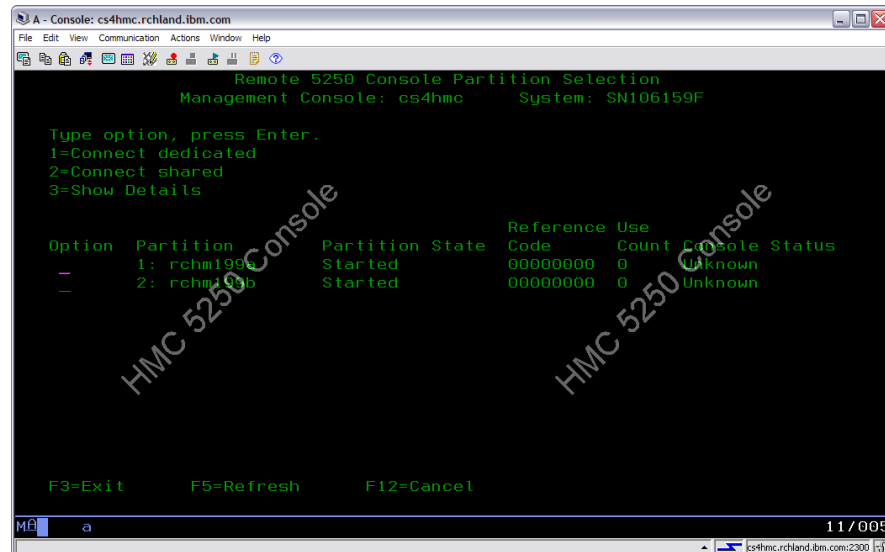 A - Console: cs4hmc.rchland.ibm.com
File Edit View Communication Actions Window Help
Remote 5250 Console Partition Selection
Management Console: cs4hmc System: SN106159F
Type option, press Enter.
1=Connect dedicated
2=Connect shared
3=Show Details
Reference Use
Option Partition Partition State Code Count Console Status
1: rchm199a Started 00000000 0 Unknown
2: rchm199b Started 00000000 0 Unknown
HMC 5250 Console
HMC 5250 Console
F3=Exit F5=Refresh F12=Cancel
MA a 11/005
cs4hmc.rchland.ibm.com:2300